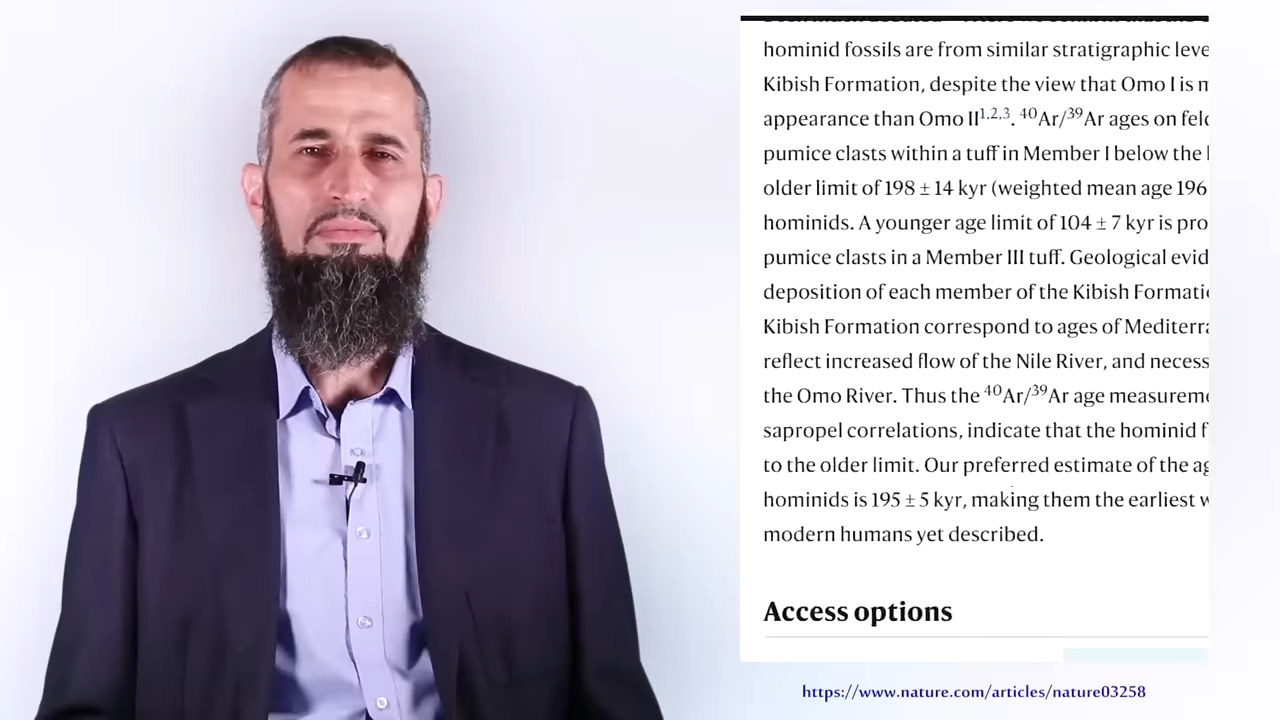 hominid fossils are from similar stratigraphic leve
Kibish Formation, despite the view that Omo I is m
appearance than Omo II1,2,3. 40Ar/39Ar ages on feld
pumice clasts within a tuff in Member I below the
older limit of 198 ± 14 kyr (weighted mean age 196
hominids. A younger age limit of 104 ± 7 kyr is pro
pumice clasts in a Member III tuff. Geological evid
deposition of each member of the Kibish Formati
Kibish Formation correspond to ages of Mediterra
reflect increased flow of the Nile River, and necess
the Omo River. Thus the 40Ar/39Ar age measureme
sapropel correlations, indicate that the hominid f
to the older limit. Our preferred estimate of the ag
hominids is 195 ± 5 kyr, making them the earliest w
modern humans yet described.
Access options
https://www.nature.com/articles/nature03258